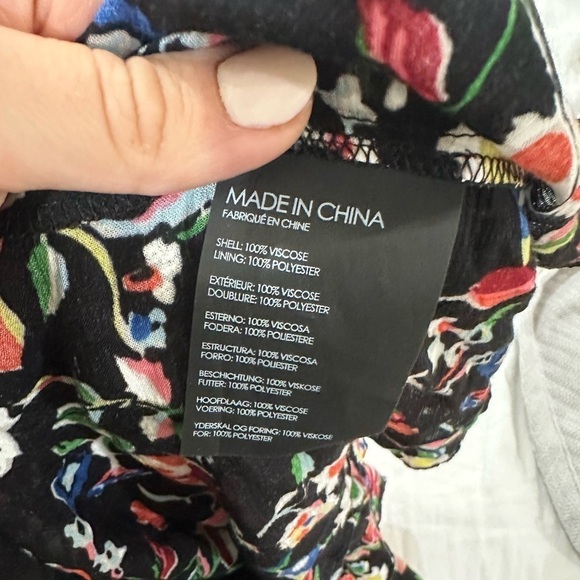 MADE IN CHINA
FABRIQUÉ EN CHINE
SHELL: 100% VISCOSE
LINING: 100% POLYESTER
EXTÉRIEUR: 100% VISCOSE
DOUBLURE: 100% POLYESTER
ESTERNO: 100% VISCOSA
FODERA: 100% POLIESTERE
ESTRUCTURA: 100% VISCOSA
FORRO: 100% POLIÉSTER
BESCHICHTUNG: 100% VISKOSE
FUTTER: 100% POLYESTER
HOOFDLAAG: 100% VISCOSE
VOERING: 100% POLYESTER
YDERSKAL OG FORING: 100% VISKOSE
FOR: 100% POLYESTER